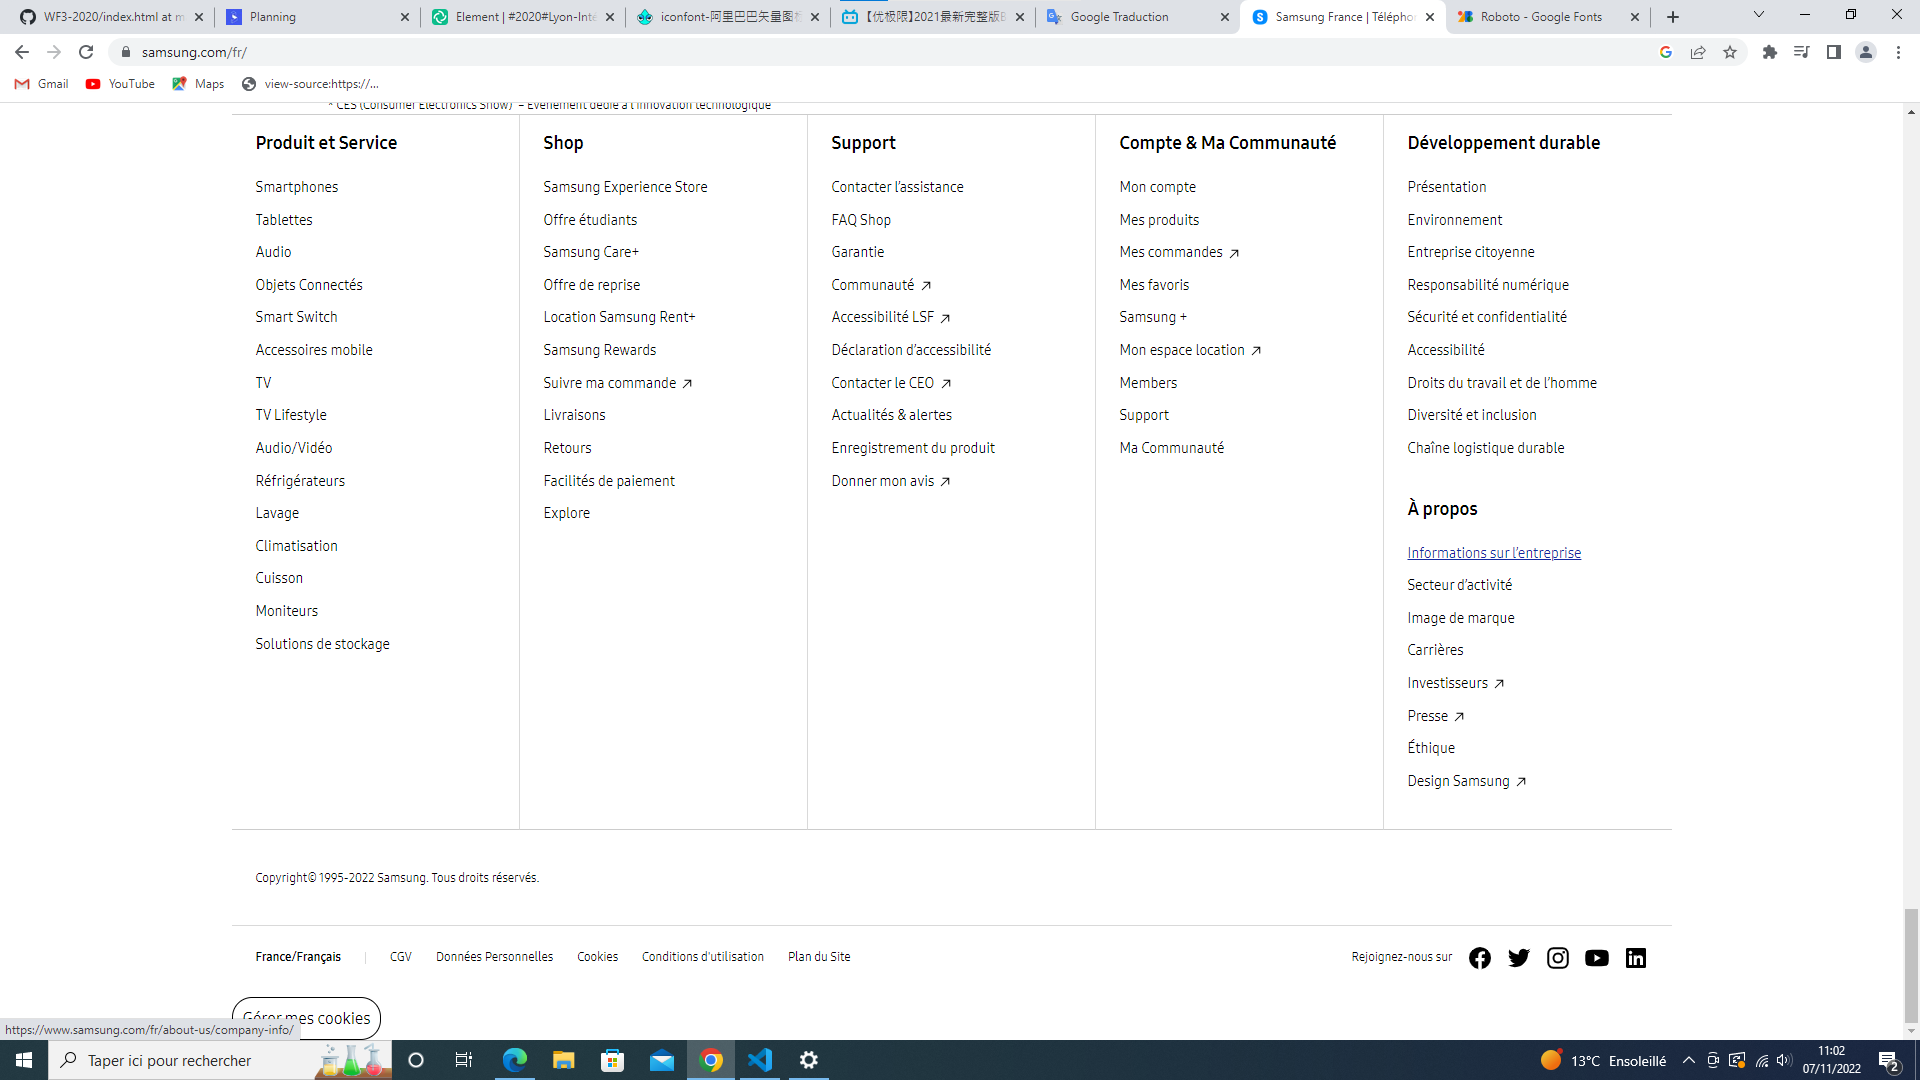 WF3-2020/index.html at m
Planning
Element | #2020#Lyon-Inte
iconfont-阿里巴巴矢量图标
【优极限】2021最新完整版
Google Traduction
Samsung France | Télépho
Roboto - Google Fonts
samsung.com/fr/
Gmail
YouTube
Maps
view-source:https://...
* CES (Consumer Electronics Show) – Evènement dédié à l'innovation technologique
Produit et Service
Smartphones
Tablettes
Audio
Objets Connectés
Smart Switch
Accessoires mobile
TV
TV Lifestyle
Audio/Vidéo
Réfrigérateurs
Lavage
Climatisation
Cuisson
Moniteurs
Solutions de stockage
Shop
Samsung Experience Store
Offre étudiants
Samsung Care+
Offre de reprise
Location Samsung Rent+
Samsung Rewards
Suivre ma commande
Livraisons
Retours
Facilités de paiement
Explore
Support
Contacter l’assistance
FAQ Shop
Garantie
Communauté
Accessibilité LSF
Déclaration d’accessibilité
Contacter le CEO
Actualités & alertes
Enregistrement du produit
Donner mon avis
Compte & Ma Communauté
Mon compte
Mes produits
Mes commandes
Mes favoris
Samsung +
Mon espace location
Members
Support
Ma Communauté
Développement durable
Présentation
Environnement
Entreprise citoyenne
Responsabilité numérique
Sécurité et confidentialité
Accessibilité
Droits du travail et de l’homme
Diversité et inclusion
Chaîne logistique durable
À propos
Informations sur l’entreprise
Secteur d’activité
Image de marque
Carrières
Investisseurs
Presse
Éthique
Design Samsung
Copyright© 1995-2022 Samsung. Tous droits réservés.
France/Français
CGV
Données Personnelles
Cookies
Conditions d'utilisation
Plan du Site
Rejoignez-nous sur
Gérer mes cookies
https://www.samsung.com/fr/about-us/company-info/
Taper ici pour rechercher
13°C Ensoleillé
11:02
07/11/2022
2